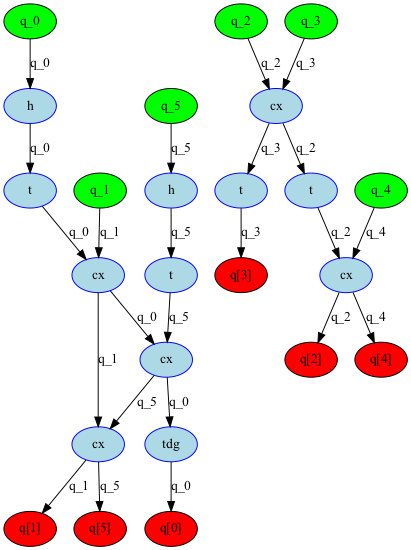 q_0 q_2 q_3
q_0 q_2 q_3
h q_5 cx
q_0 q_5 q_3 q_2
t q_1 h t t q_4
q_0 q_1 q_5 q_3 q_2 q_4
cx t q[3] cx
q_0 q_5 q_2 q_4
q_1 cx q[2] q[4]
q_5 q_0
cx tdg
q_1 q_5 q_0
q[1] q[5] q[0]